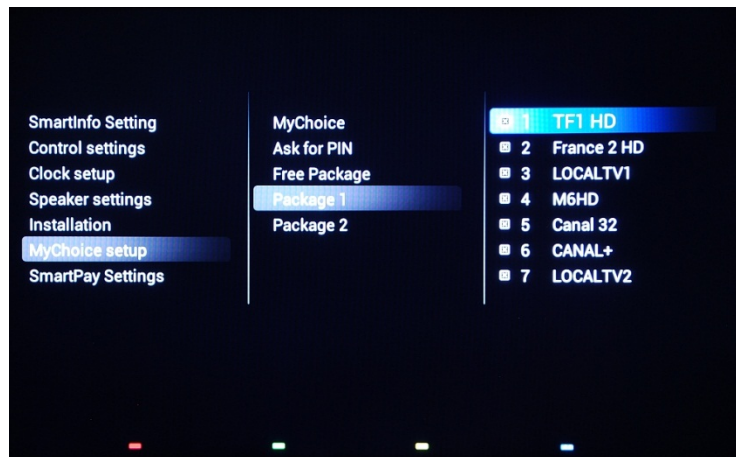 SmartInfo Setting
Control settings
Clock setup
Speaker settings
Installation
MyChoice setup
SmartPay Settings
MyChoice
Ask for PIN
Free Package
Package 1
Package 2
1 TF1 HD
2 France 2 HD
3 LOCALTV1
4 M6HD
5 Canal 32
6 CANAL+
7 LOCALTV2